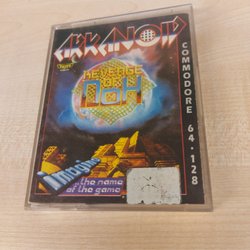 ARKANOID
REVENGE
OF
DOH
COMMODORE 64·128
Imagine
...the name
of the game